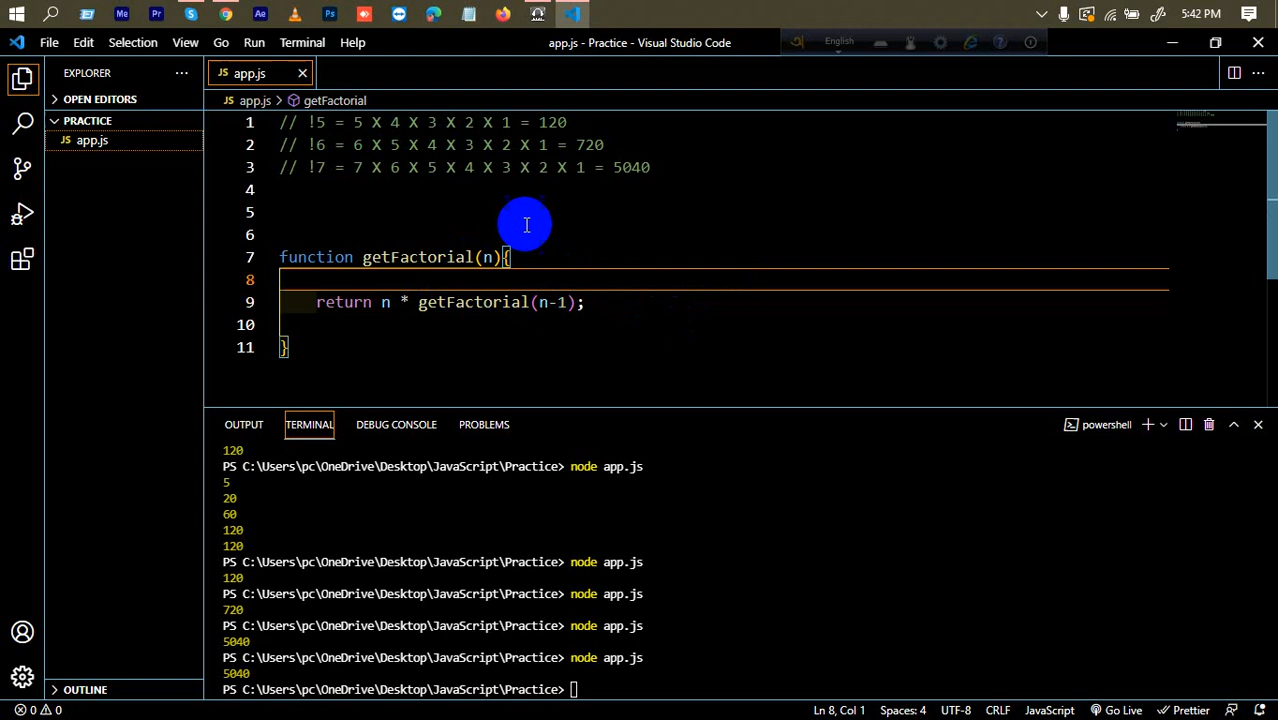 5:42 PM
File Edit Selection View Go Run Terminal Help
app.js - Practice - Visual Studio Code
English
EXPLORER
OPEN EDITORS
PRACTICE
JS app.js
OUTLINE
JS app.js
JS app.js > getFactorial
1 // !5 = 5 X 4 X 3 X 2 X 1 = 120
2 // !6 = 6 X 5 X 4 X 3 X 2 X 1 = 720
3 // !7 = 7 X 6 X 5 X 4 X 3 X 2 X 1 = 5040
4
5
6
7 function getFactorial(n){
8
9 return n * getFactorial(n-1);
10
11 }
OUTPUT TERMINAL DEBUG CONSOLE PROBLEMS
powershell
120
PS C:\Users\pc\OneDrive\Desktop\JavaScript\Practice> node app.js
5
20
60
120
120
PS C:\Users\pc\OneDrive\Desktop\JavaScript\Practice> node app.js
120
PS C:\Users\pc\OneDrive\Desktop\JavaScript\Practice> node app.js
720
PS C:\Users\pc\OneDrive\Desktop\JavaScript\Practice> node app.js
5040
PS C:\Users\pc\OneDrive\Desktop\JavaScript\Practice> node app.js
5040
PS C:\Users\pc\OneDrive\Desktop\JavaScript\Practice>
0 0 Ln 8, Col 1 Spaces: 4 UTF-8 CRLF JavaScript Go Live Prettier